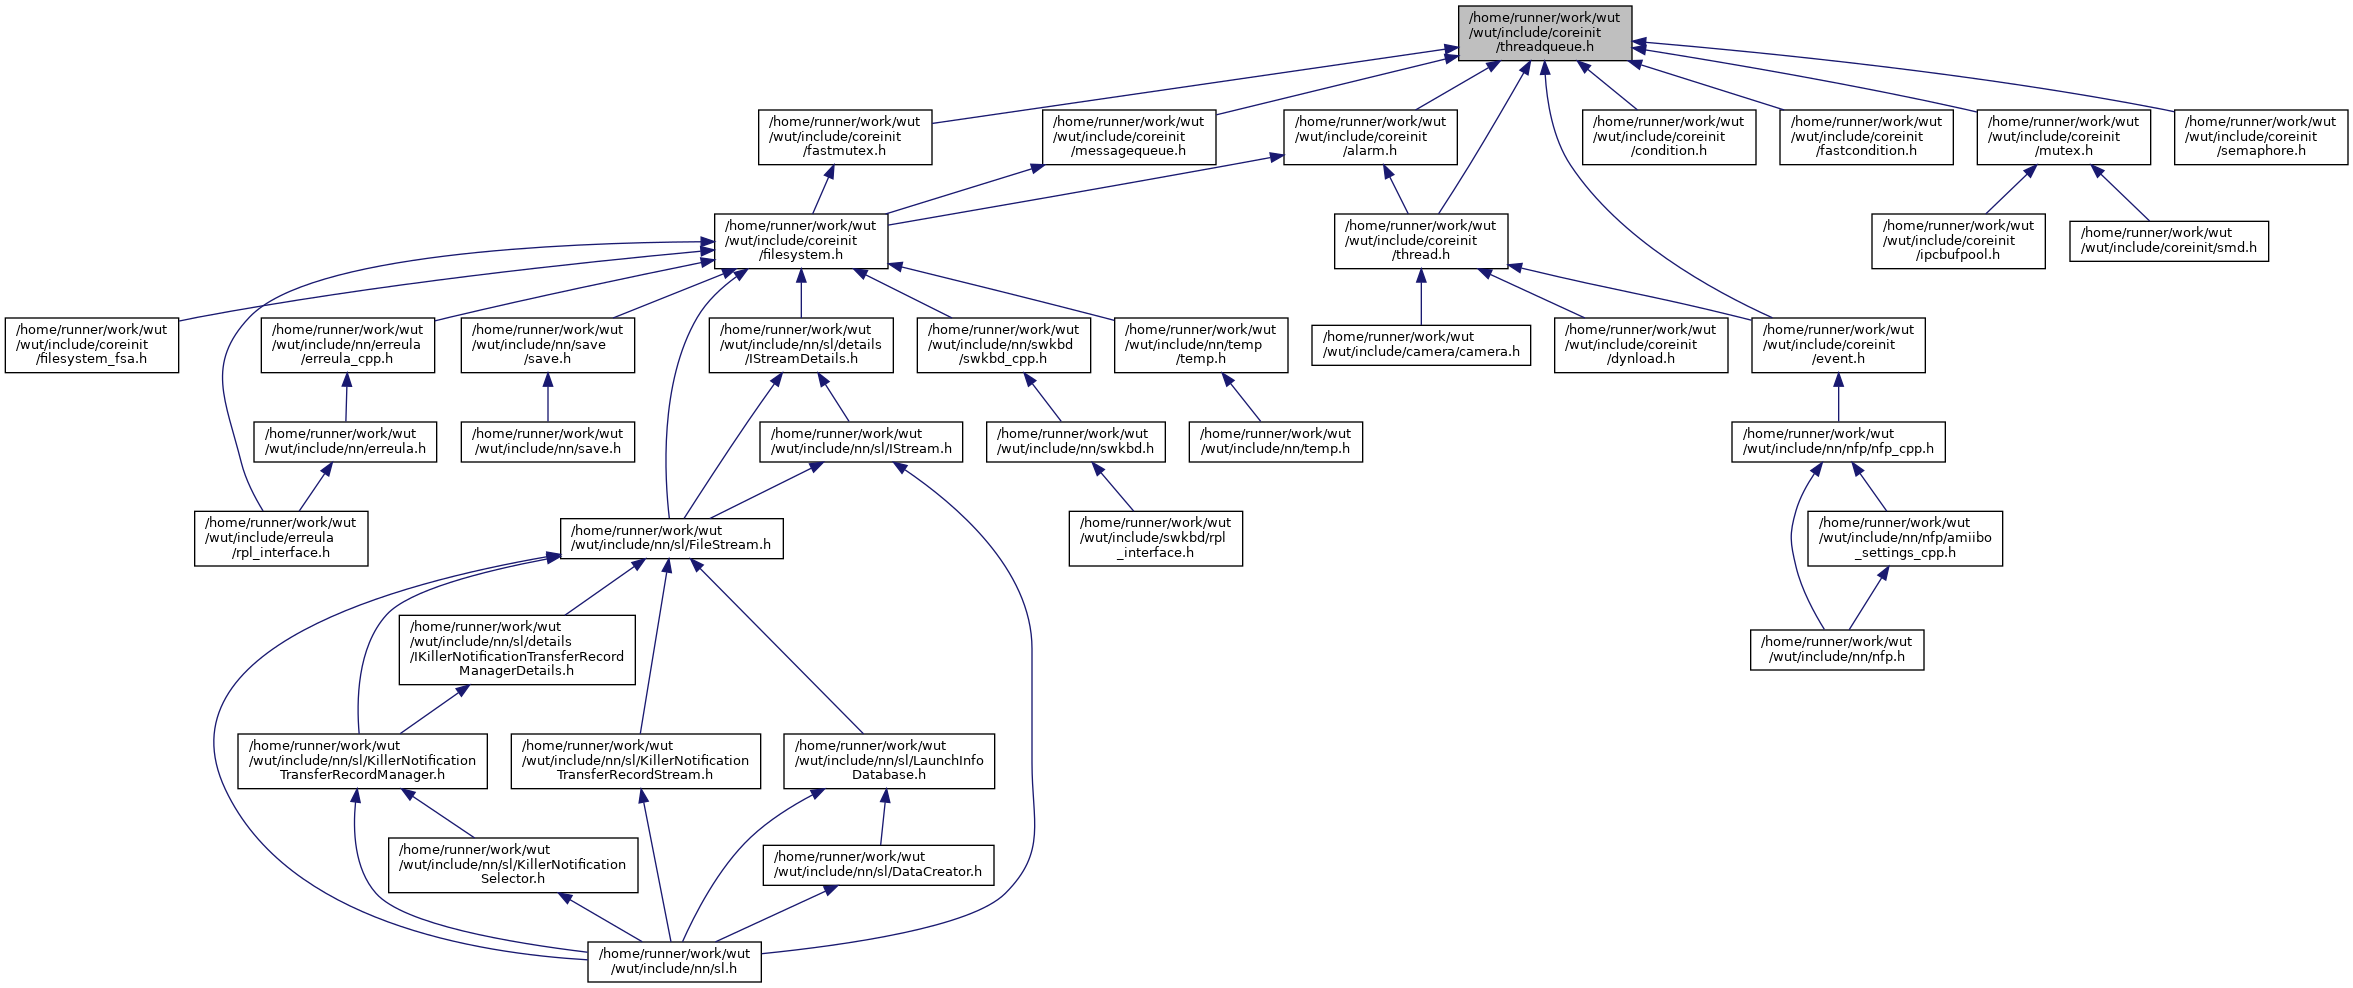 /home/runner/work/wut
/wut/include/coreinit
/threadqueue.h
/home/runner/work/wut
/wut/include/coreinit
/fastmutex.h
/home/runner/work/wut
/wut/include/coreinit
/messagequeue.h
/home/runner/work/wut
/wut/include/coreinit
/alarm.h
/home/runner/work/wut
/wut/include/coreinit
/condition.h
/home/runner/work/wut
/wut/include/coreinit
/fastcondition.h
/home/runner/work/wut
/wut/include/coreinit
/mutex.h
/home/runner/work/wut
/wut/include/coreinit
/semaphore.h
/home/runner/work/wut
/wut/include/coreinit
/filesystem.h
/home/runner/work/wut
/wut/include/coreinit
/thread.h
/home/runner/work/wut
/wut/include/coreinit
/ipcbufpool.h
/home/runner/work/wut
/wut/include/coreinit/smd.h
/home/runner/work/wut
/wut/include/coreinit
/filesystem_fsa.h
/home/runner/work/wut
/wut/include/nn/erreula
/erreula_cpp.h
/home/runner/work/wut
/wut/include/nn/save
/save.h
/home/runner/work/wut
/wut/include/nn/sl/details
/IStreamDetails.h
/home/runner/work/wut
/wut/include/nn/swkbd
/swkbd_cpp.h
/home/runner/work/wut
/wut/include/nn/temp
/temp.h
/home/runner/work/wut
/wut/include/camera/camera.h
/home/runner/work/wut
/wut/include/coreinit
/dynload.h
/home/runner/work/wut
/wut/include/coreinit
/event.h
/home/runner/work/wut
/wut/include/nn/erreula.h
/home/runner/work/wut
/wut/include/nn/save.h
/home/runner/work/wut
/wut/include/nn/sl/IStream.h
/home/runner/work/wut
/wut/include/nn/swkbd.h
/home/runner/work/wut
/wut/include/nn/temp.h
/home/runner/work/wut
/wut/include/nn/nfp/nfp_cpp.h
/home/runner/work/wut
/wut/include/erreula
/rpl_interface.h
/home/runner/work/wut
/wut/include/nn/sl/FileStream.h
/home/runner/work/wut
/wut/include/swkbd/rpl
_interface.h
/home/runner/work/wut
/wut/include/nn/nfp/amiibo
_settings_cpp.h
/home/runner/work/wut
/wut/include/nn/sl/details
/IKillerNotificationTransferRecord
ManagerDetails.h
/home/runner/work/wut
/wut/include/nn/nfp.h
/home/runner/work/wut
/wut/include/nn/sl/KillerNotification
TransferRecordManager.h
/home/runner/work/wut
/wut/include/nn/sl/KillerNotification
TransferRecordStream.h
/home/runner/work/wut
/wut/include/nn/sl/LaunchInfo
Database.h
/home/runner/work/wut
/wut/include/nn/sl/KillerNotification
Selector.h
/home/runner/work/wut
/wut/include/nn/sl/DataCreator.h
/home/runner/work/wut
/wut/include/nn/sl.h